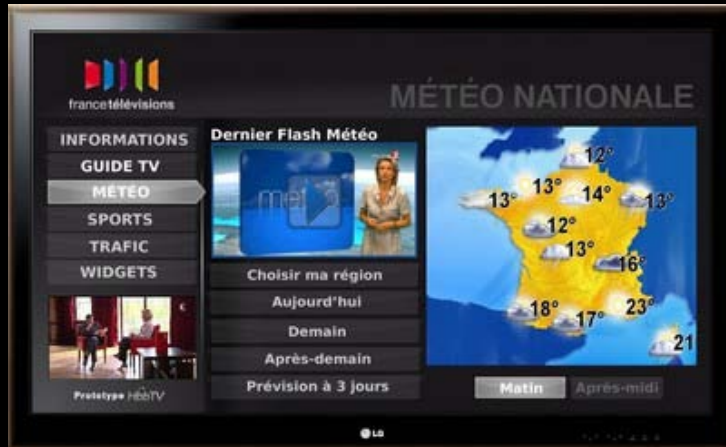 francetélévisions
MÉTÉO NATIONALE
INFORMATIONS
GUIDE TV
MÉTÉO
SPORTS
TRAFIC
WIDGETS
Prototype HbbTV
Dernier Flash Météo
Choisir ma région
Aujourd'hui
Demain
Après-demain
Prévision à 3 jours
12°
13°
13°
14°
13°
12°
13°
16°
18°
17°
23°
21
Matin
Après-midi
LG